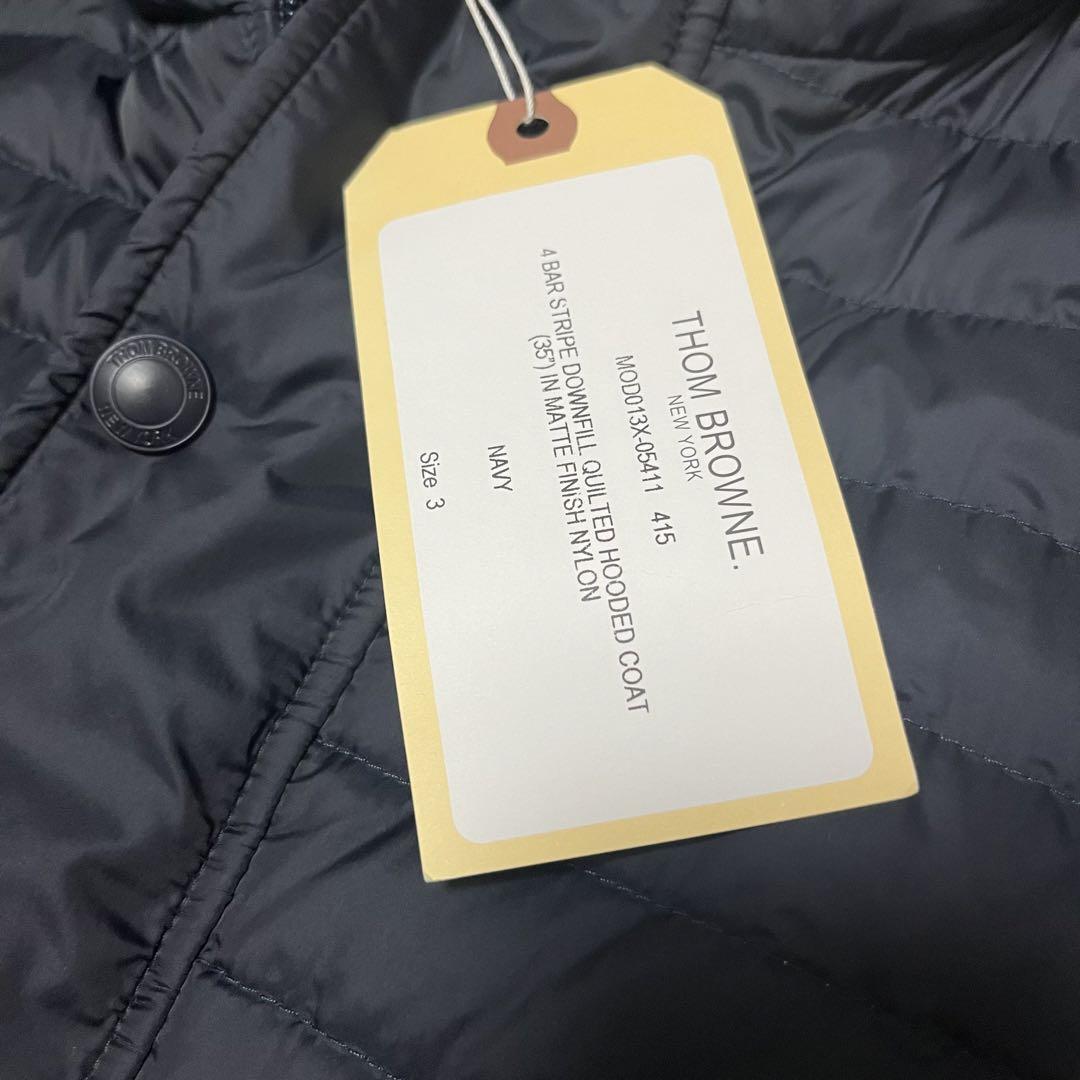 THOM BROWNE.
NEW YORK
MOD013X-05411 415
4 BAR STRIPE DOWNFILL QUILTED HOODED COAT
(35") IN MATTE FINiSH NYLON
NAVY
Size 3
THOM BROWNE
NEW YORK